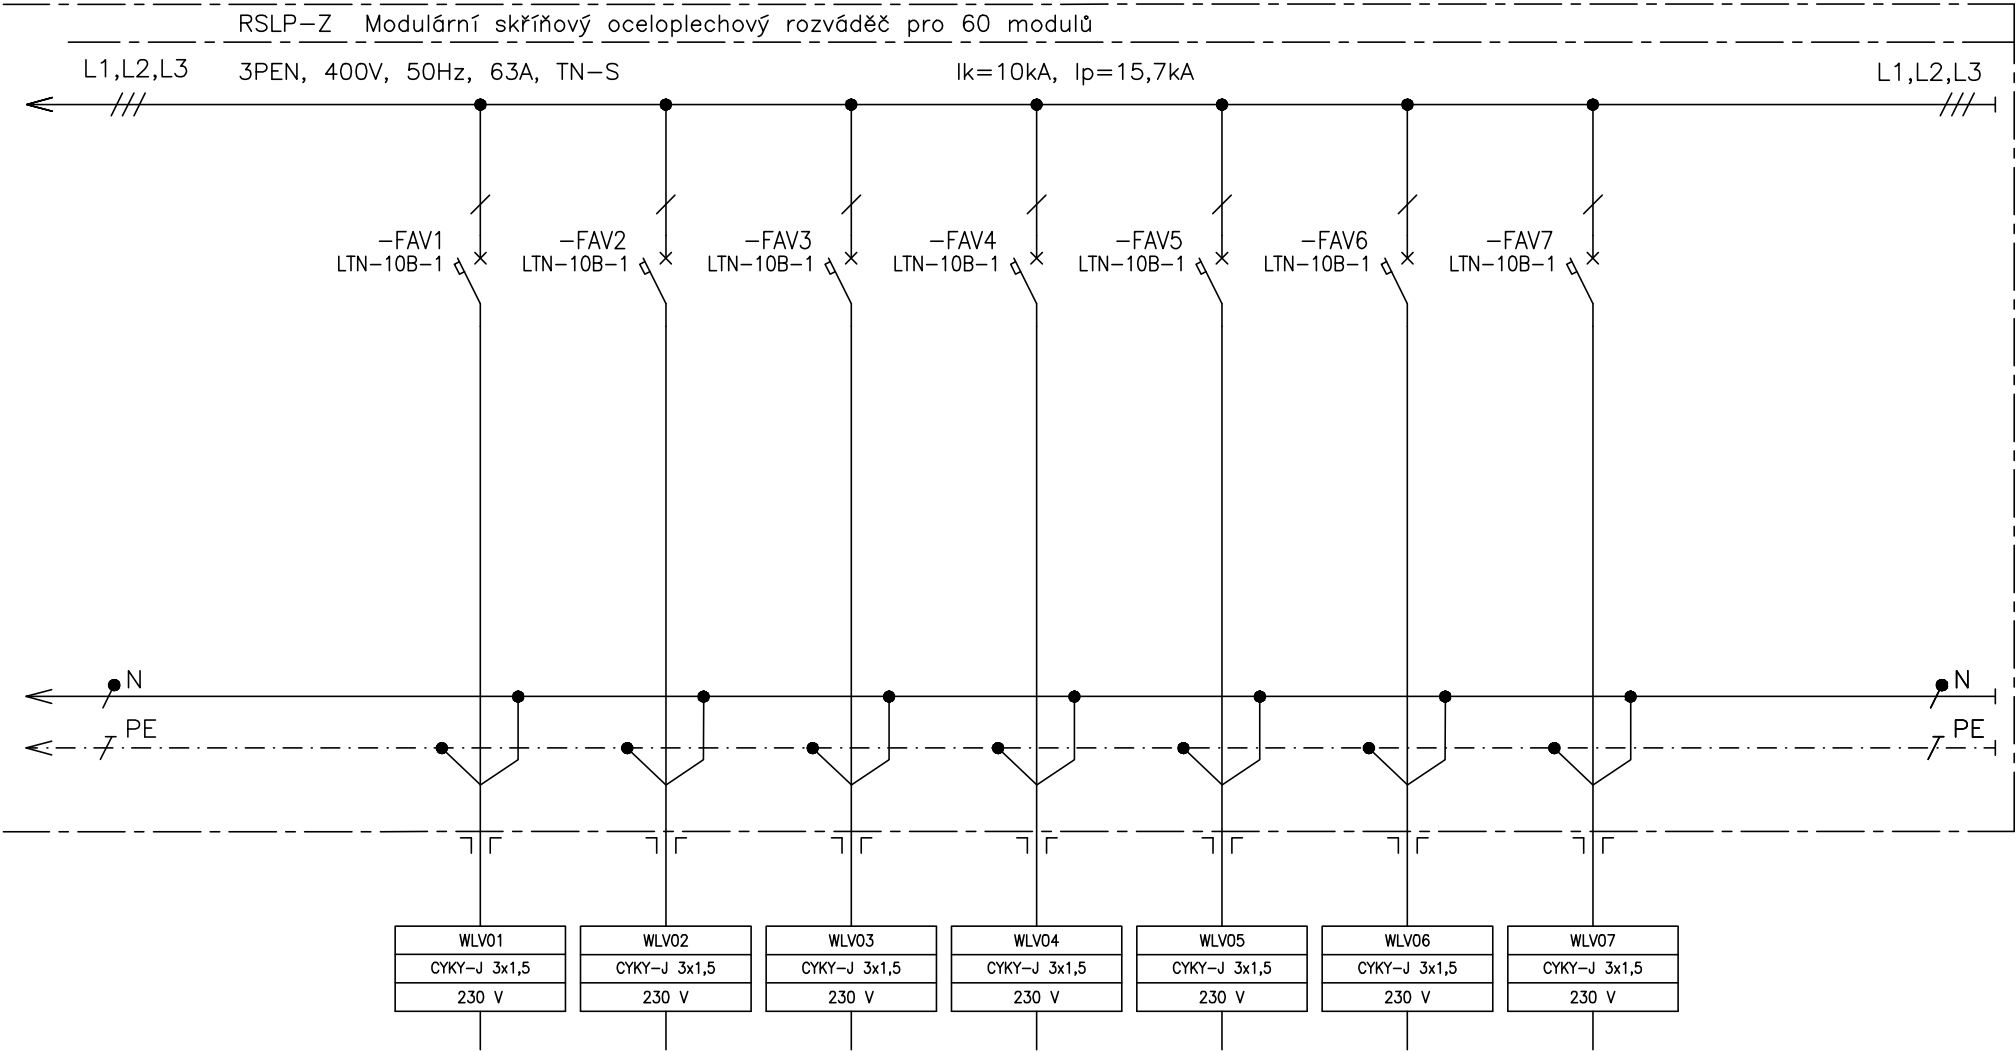 RSLP-Z Modulární skříňový oceloplechový rozváděč pro 60 modulů
L1,L2,L3 3PEN, 400V, 50Hz, 63A, TN-S Ik=10kA, Ip=15,7kA L1,L2,L3
-FAV1 -FAV2 -FAV3 -FAV4 -FAV5 -FAV6 -FAV7
LTN-10B-1 LTN-10B-1 LTN-10B-1 LTN-10B-1 LTN-10B-1 LTN-10B-1 LTN-10B-1
N N
PE PE
WLV01 WLV02 WLV03 WLV04 WLV05 WLV06 WLV07
CYKY-J 3x1,5 CYKY-J 3x1,5 CYKY-J 3x1,5 CYKY-J 3x1,5 CYKY-J 3x1,5 CYKY-J 3x1,5 CYKY-J 3x1,5
230 V 230 V 230 V 230 V 230 V 230 V 230 V